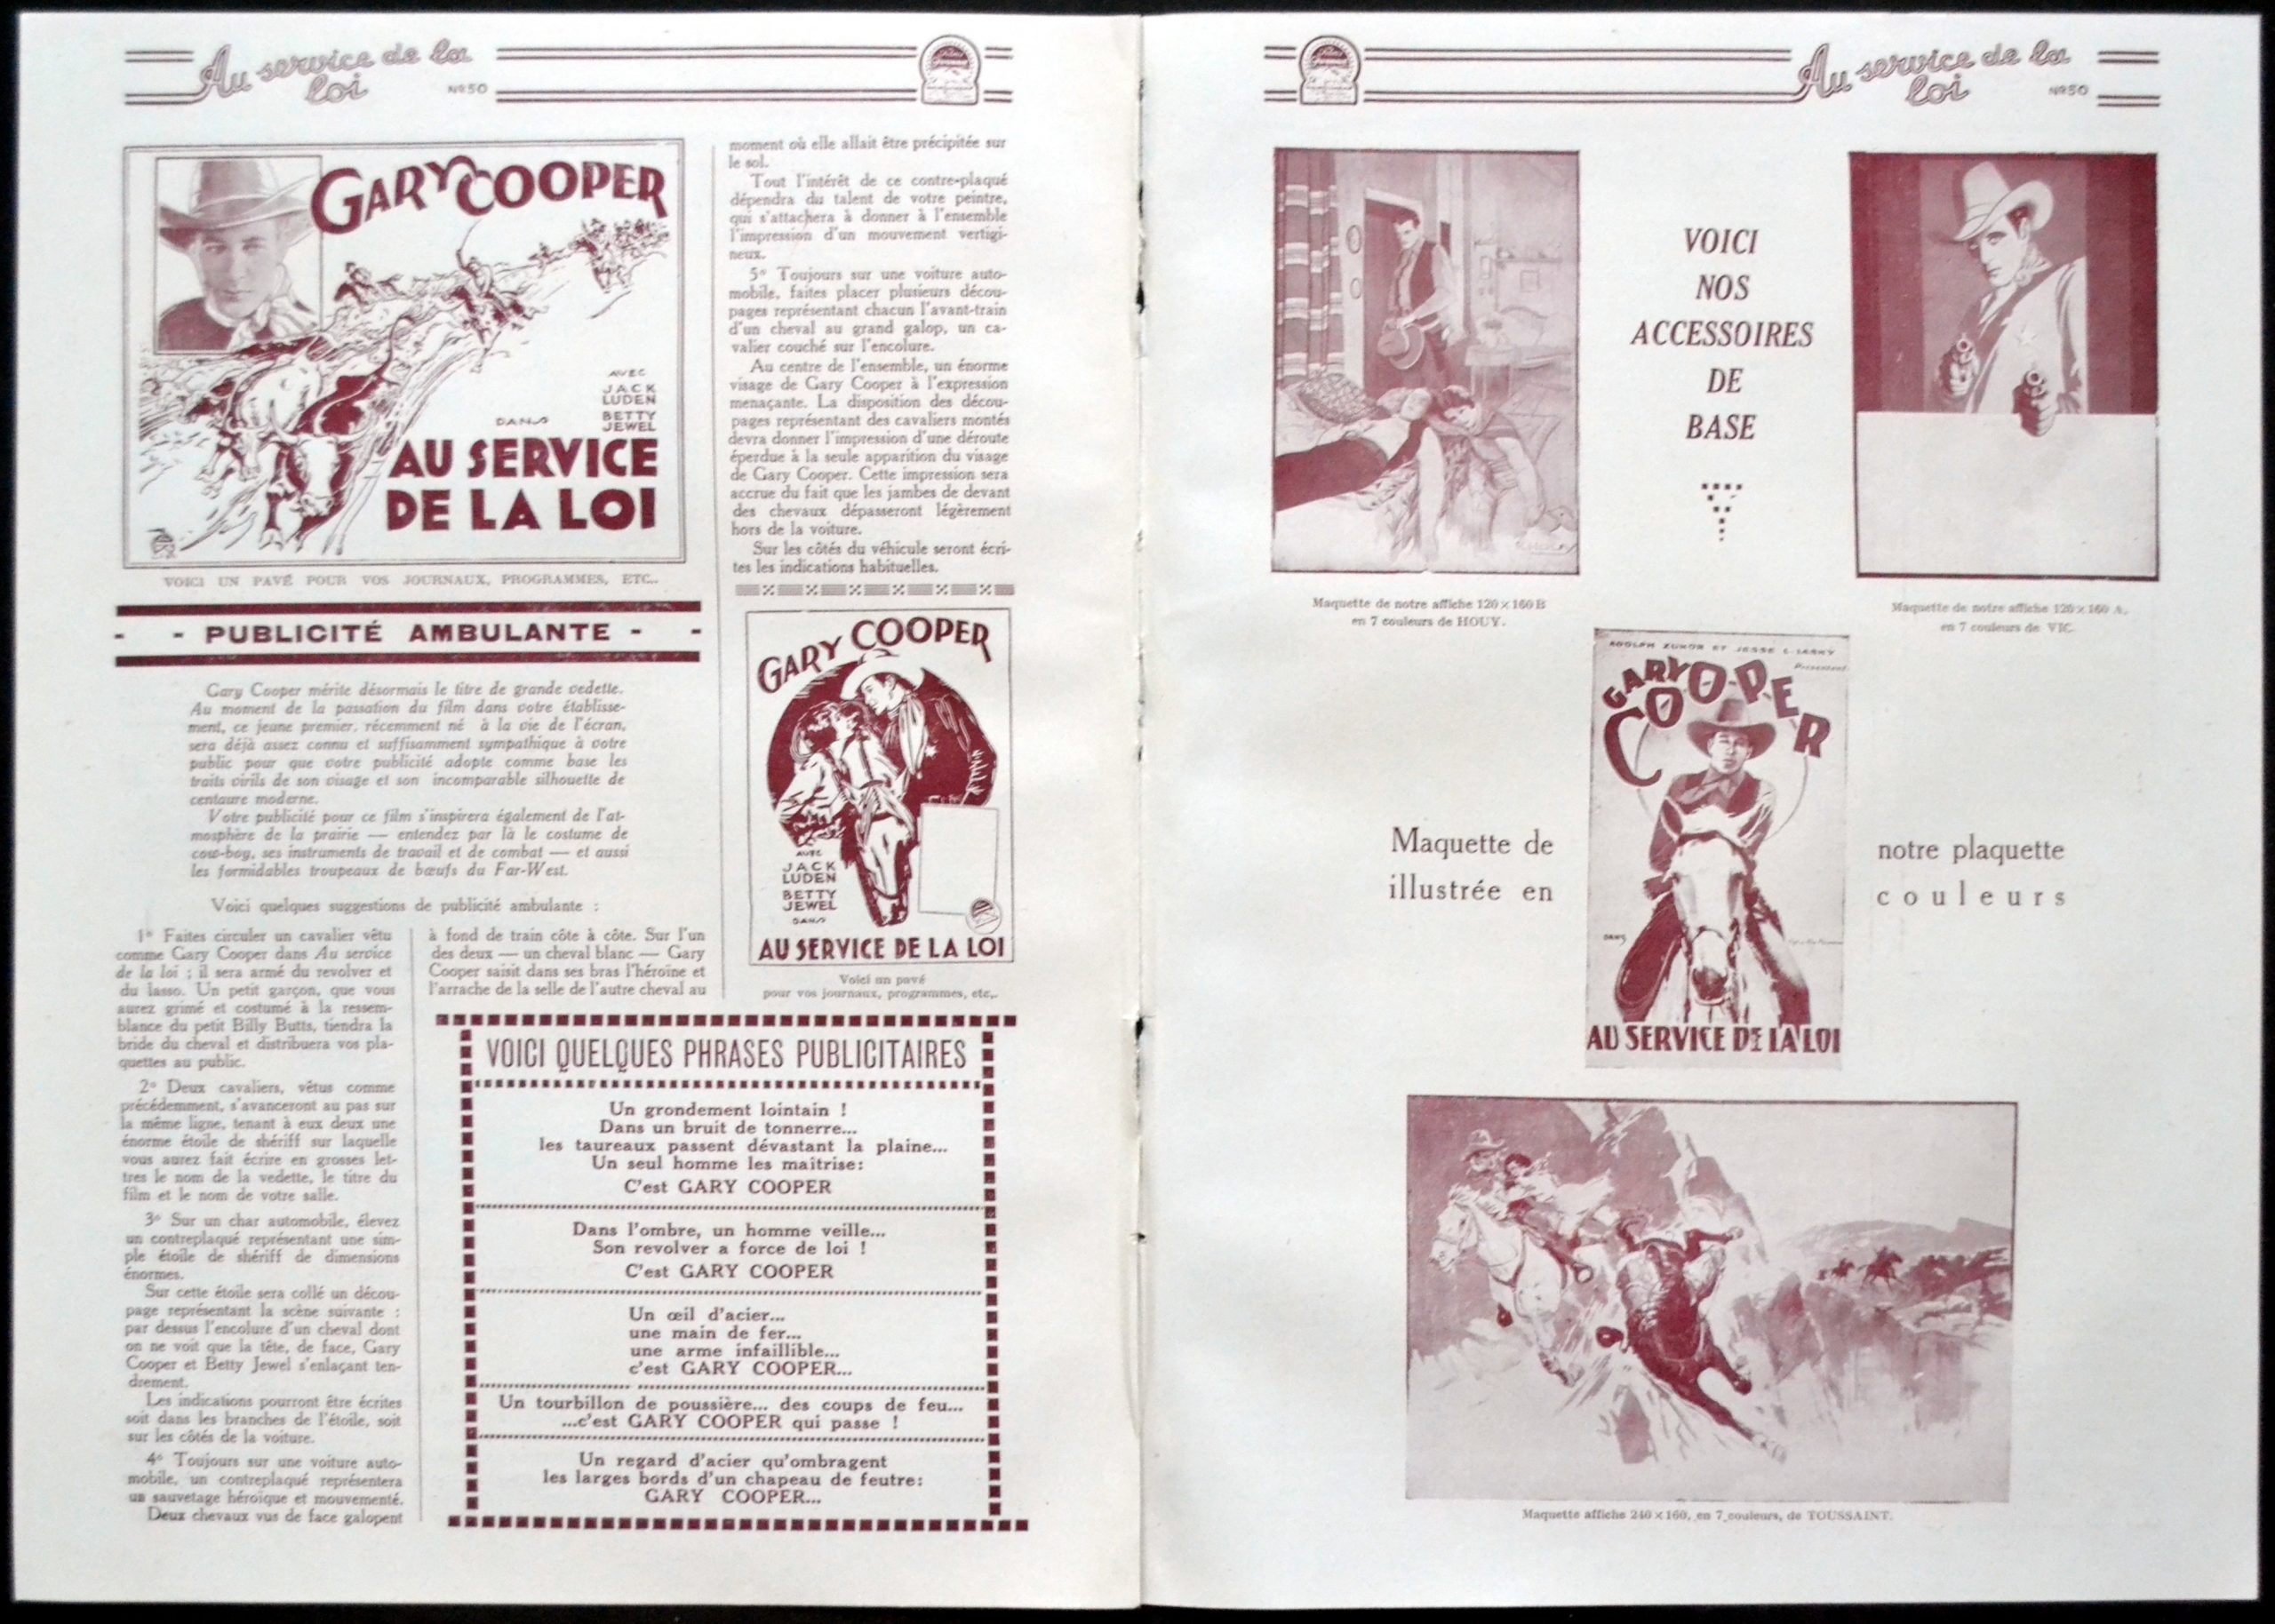 Au service de la
loi
Nº 50
GARY COOPER
AVEC
JACK
LUDEN
BETTY
JEWEL
DANS
AU SERVICE
DE LA LOI
VOICI UN PAVÉ POUR VOS JOURNAUX, PROGRAMMES, ETC..
- - PUBLICITÉ AMBULANTE - -
Gary Cooper mérite désormais le titre de grande vedette.
Au moment de la passation du film dans votre établisse-
ment, ce jeune premier, récemment né à la vie de l'écran,
sera déjà assez connu et suffisamment sympathique à votre
public pour que votre publicité adopte comme base les
traits virils de son visage et son incomparable silhouette de
centaure moderne.
Votre publicité pour ce film s'inspirera également de l'at-
mosphère de la prairie — entendez par là le costume de
cow-boy, ses instruments de travail et de combat — et aussi
les formidables troupeaux de bœufs du Far-West.
Voici quelques suggestions de publicité ambulante :
1° Faites circuler un cavalier vêtu
comme Gary Cooper dans Au service
de la loi ; il sera armé du revolver et
du lasso. Un petit garçon, que vous
aurez grimé et costumé à la ressem-
blance du petit Billy Butts, tiendra la
bride du cheval et distribuera vos pla-
quettes au public.
2° Deux cavaliers, vêtus comme
précédemment, s'avanceront au pas sur
la même ligne, tenant à eux deux une
énorme étoile de shériff sur laquelle
vous aurez fait écrire en grosses let-
tres le nom de la vedette, le titre du
film et le nom de votre salle.
3° Sur un char automobile, élevez
un contreplaqué représentant une sim-
ple étoile de shériff de dimensions
énormes.
Sur cette étoile sera collé un décou-
page représentant la scène suivante :
par dessus l'encolure d'un cheval dont
on ne voit que la tête, de face, Gary
Cooper et Betty Jewel s'enlaçant ten-
drement.
Les indications pourront être écrites
soit dans les branches de l'étoile, soit
sur les côtés de la voiture.
4° Toujours sur une voiture auto-
mobile, un contreplaqué représentera
un sauvetage héroïque et mouvementé.
Deux chevaux vus de face galopent
à fond de train côte à côte. Sur l'un
des deux — un cheval blanc — Gary
Cooper saisit dans ses bras l'héroïne et
l'arrache de la selle de l'autre cheval au
moment où elle allait être précipitée sur
le sol.
Tout l'intérêt de ce contre-plaqué
dépendra du talent de votre peintre,
qui s'attachera à donner à l'ensemble
l'impression d'un mouvement vertigi-
neux.
5° Toujours sur une voiture auto-
mobile, faites placer plusieurs décou-
pages représentant chacun l'avant-train
d'un cheval au grand galop, un ca-
valier couché sur l'encolure.
Au centre de l'ensemble, un énorme
visage de Gary Cooper à l'expression
menaçante. La disposition des décou-
pages représentant des cavaliers montés
devra donner l'impression d'une déroute
éperdue à la seule apparition du visage
de Gary Cooper. Cette impression sera
accrue du fait que les jambes de devant
des chevaux dépasseront légèrement
hors de la voiture.
Sur les côtés du véhicule seront écri-
tes les indications habituelles.
GARY COOPER
AVEC
JACK
LUDEN
BETTY
JEWEL
DANS
AU SERVICE DE LA LOI
Voici un pavé
pour vos journaux, programmes, etc..
VOICI QUELQUES PHRASES PUBLICITAIRES
Un grondement lointain !
Dans un bruit de tonnerre...
les taureaux passent dévastant la plaine...
Un seul homme les maîtrise:
C'est GARY COOPER
Dans l'ombre, un homme veille...
Son revolver a force de loi !
C'est GARY COOPER
Un œil d'acier...
une main de fer...
une arme infaillible...
c'est GARY COOPER...
Un tourbillon de poussière... des coups de feu...
...c'est GARY COOPER qui passe !
Un regard d'acier qu'ombragent
les larges bords d'un chapeau de feutre:
GARY COOPER...
Au service de la
loi
Nº 50
VOICI
NOS
ACCESSOIRES
DE
BASE
Maquette de notre affiche 120 × 160 B
en 7 couleurs de HOUY.
Maquette de notre affiche 120 × 160 A.
en 7 couleurs de VIC.
ADOLPH ZUKOR ET JESSE L. LASKY
Présentent
GARY
COOPER
DANS
AU SERVICE DE LA LOI
Maquette de notre plaquette
illustrée en couleurs
Maquette affiche 240 × 160, en 7 couleurs, de TOUSSAINT.